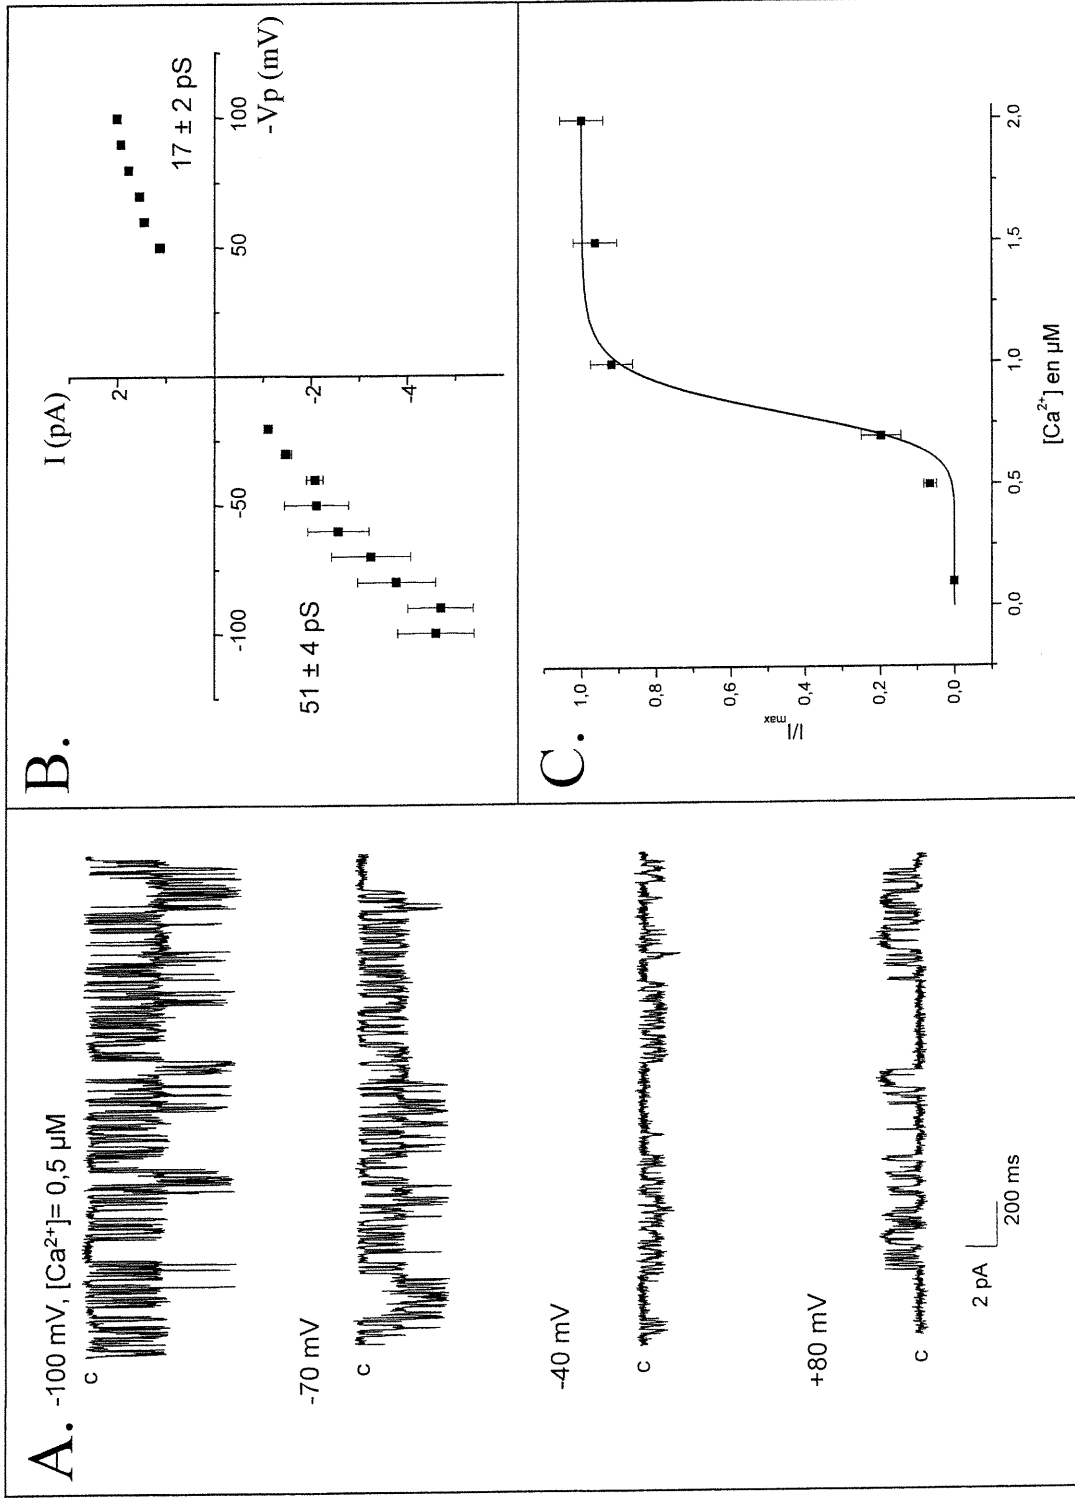 A.
-100 mV, [Ca²⁺]= 0,5 µM
c
-70 mV
c
-40 mV
c
+80 mV
c
2 pA
200 ms
B.
I (pA)
2
-2
-4
-100
-50
50
100
-Vp (mV)
51 ± 4 pS
17 ± 2 pS
C.
I/Imax
1,0
0,8
0,6
0,4
0,2
0,0
0,0
0,5
1,0
1,5
2,0
[Ca²⁺] en µM